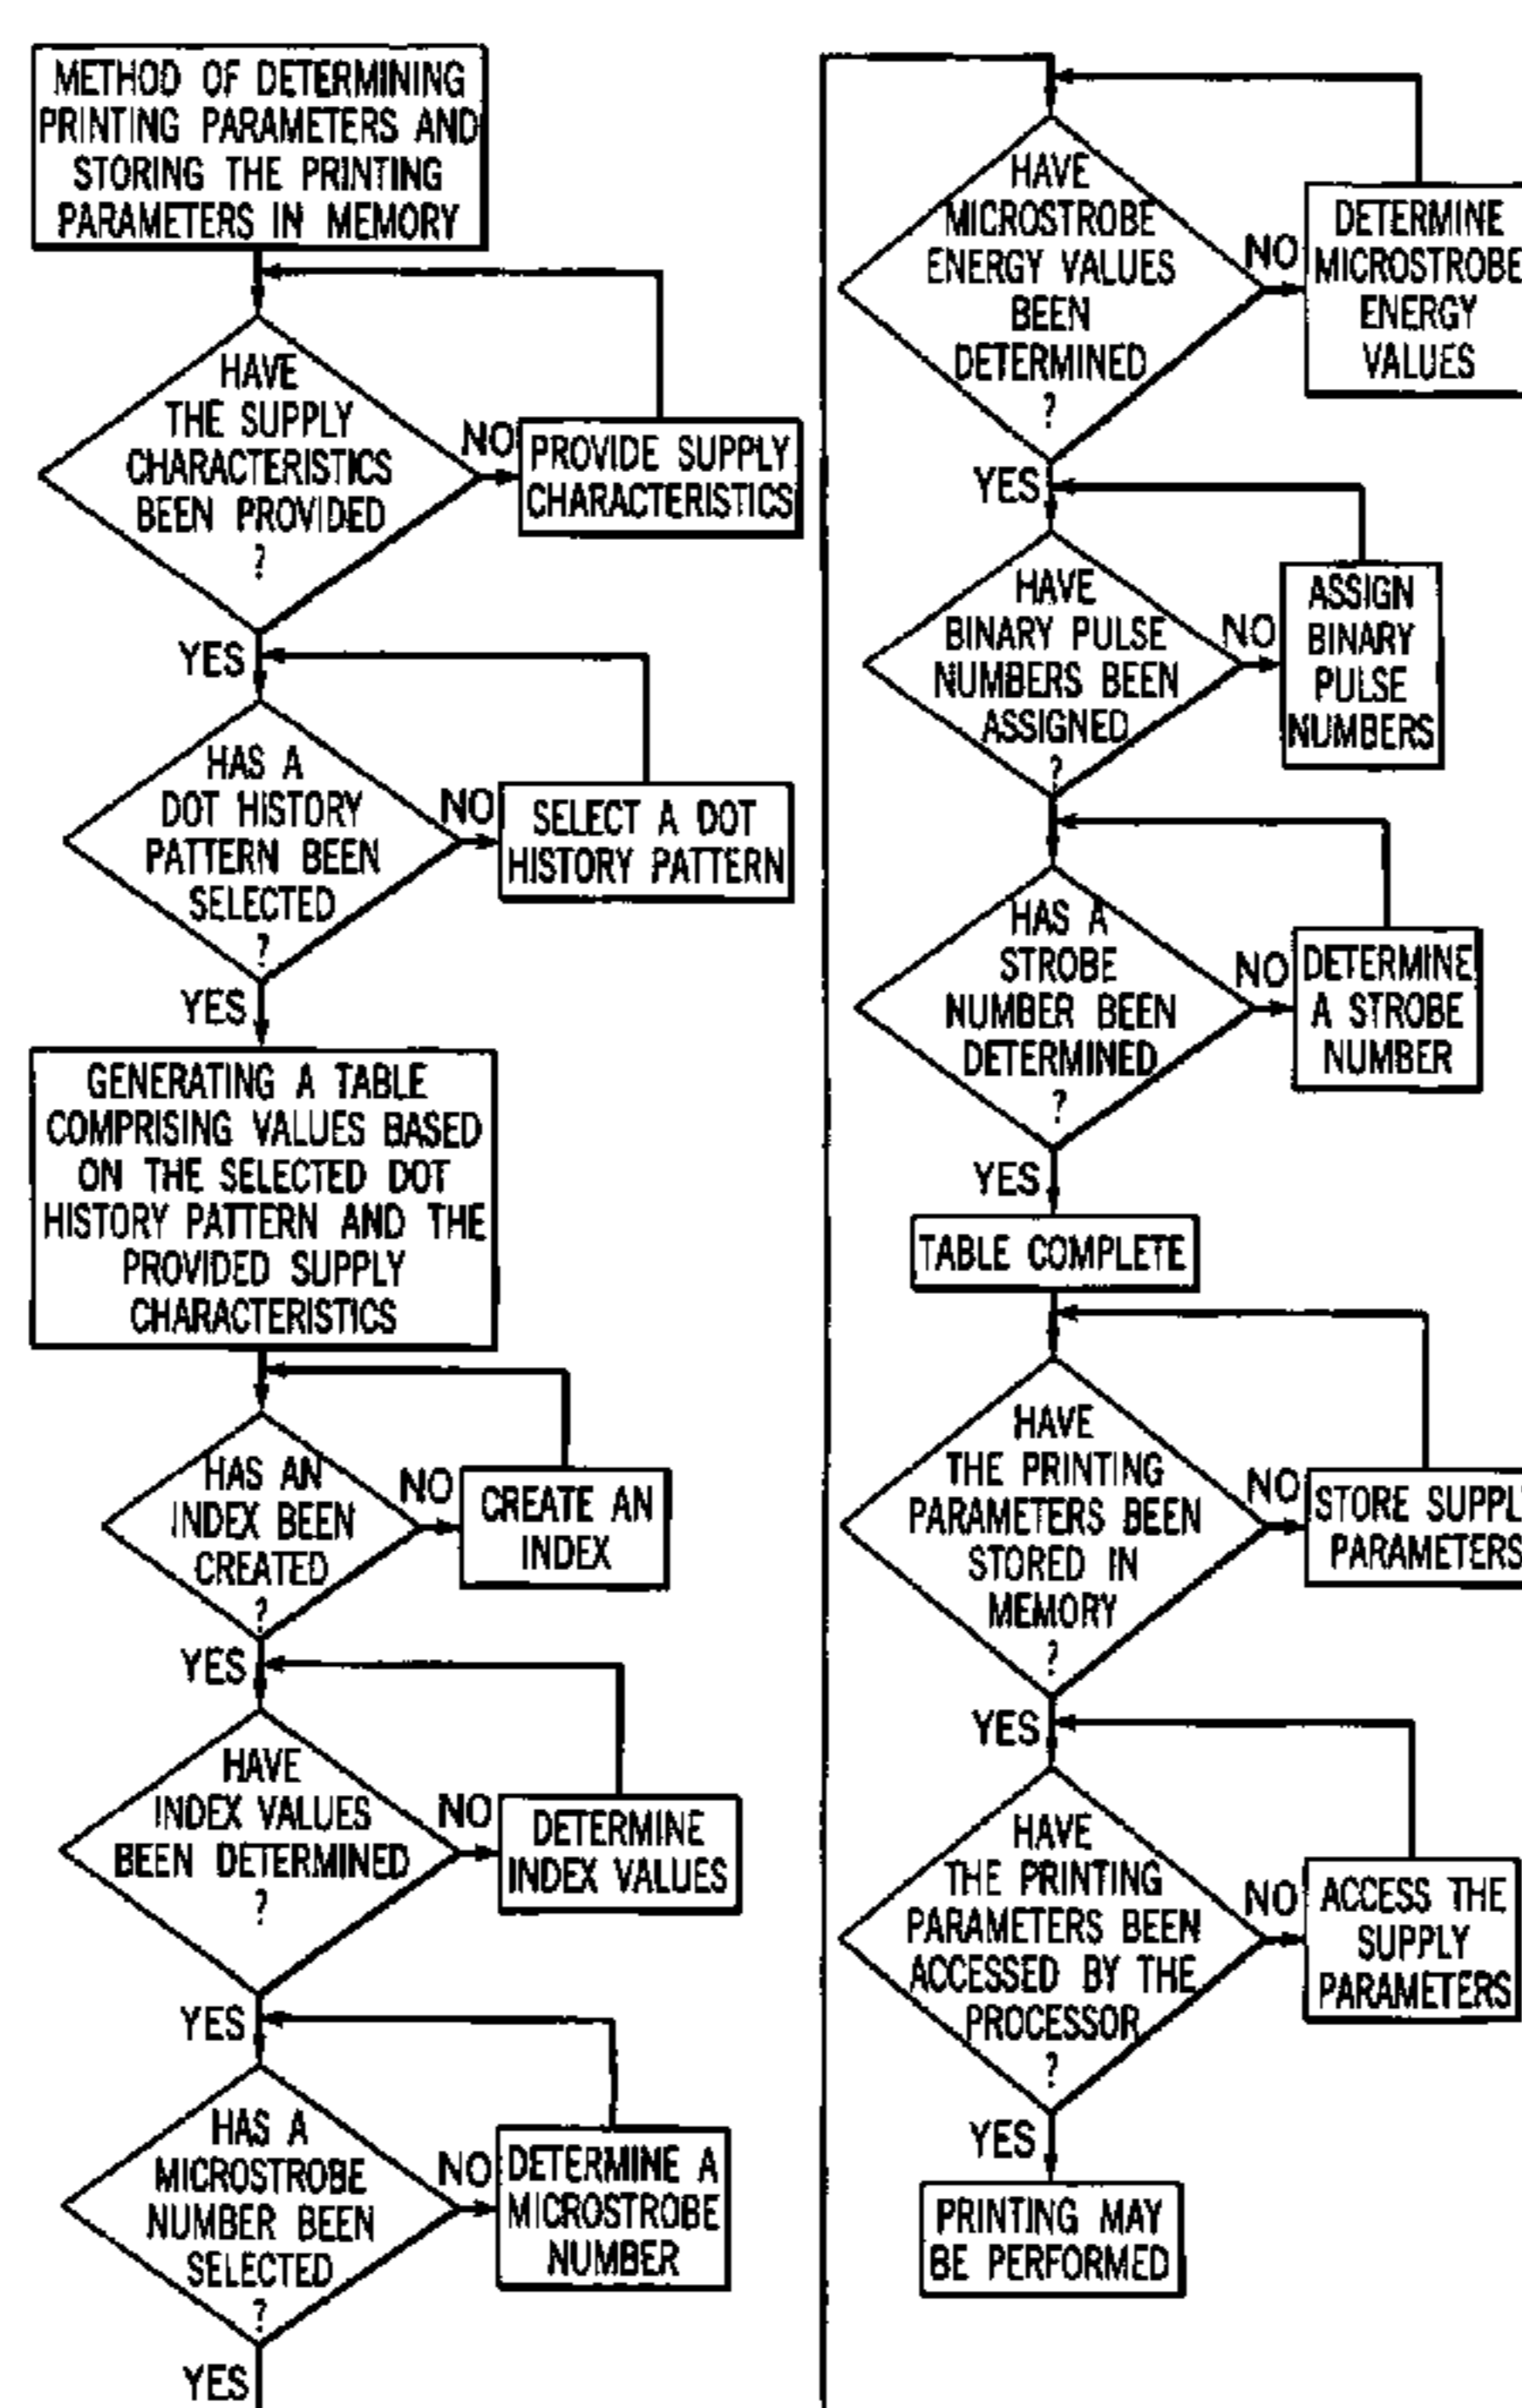 METHOD OF DETERMINING
PRINTING PARAMETERS AND
STORING THE PRINTING
PARAMETERS IN MEMORY
HAVE
THE SUPPLY
CHARACTERISTICS
BEEN PROVIDED
?
NO
PROVIDE SUPPLY
CHARACTERISTICS
YES
HAS A
DOT HISTORY
PATTERN BEEN
SELECTED
?
NO
SELECT A DOT
HISTORY PATTERN
YES
GENERATING A TABLE
COMPRISING VALUES BASED
ON THE SELECTED DOT
HISTORY PATTERN AND THE
PROVIDED SUPPLY
CHARACTERISTICS
HAS AN
INDEX BEEN
CREATED
?
NO
CREATE AN
INDEX
YES
HAVE
INDEX VALUES
BEEN DETERMINED
?
NO
DETERMINE
INDEX VALUES
YES
HAS A
MICROSTROBE
NUMBER BEEN
SELECTED
?
NO
DETERMINE A
MICROSTROBE
NUMBER
YES
HAVE
MICROSTROBE
ENERGY VALUES
BEEN
DETERMINED
?
NO
DETERMINE
MICROSTROBE
ENERGY
VALUES
YES
HAVE
BINARY PULSE
NUMBERS BEEN
ASSIGNED
?
NO
ASSIGN
BINARY
PULSE
NUMBERS
HAS A
STROBE
NUMBER BEEN
DETERMINED
?
NO
DETERMINE
A STROBE
NUMBER
YES
TABLE COMPLETE
HAVE
THE PRINTING
PARAMETERS BEEN
STORED IN
MEMORY
?
NO
STORE SUPPLY
PARAMETERS
YES
HAVE
THE PRINTING
PARAMETERS BEEN
ACCESSED BY THE
PROCESSOR
?
NO
ACCESS THE
SUPPLY
PARAMETERS
YES
PRINTING MAY
BE PERFORMED